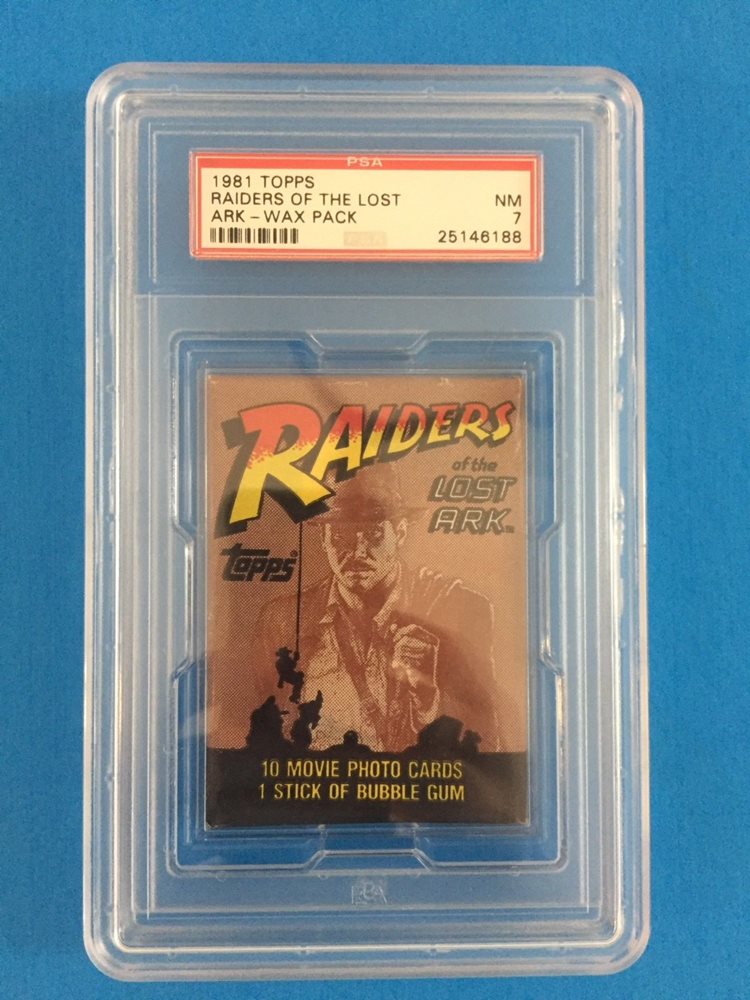 PSA
1981 TOPPS
RAIDERS OF THE LOST NM
ARK – WAX PACK 7
25146188
RAIDERS
of the
LOST
ARK™
Topps®
10 MOVIE PHOTO CARDS
1 STICK OF BUBBLE GUM
PSA